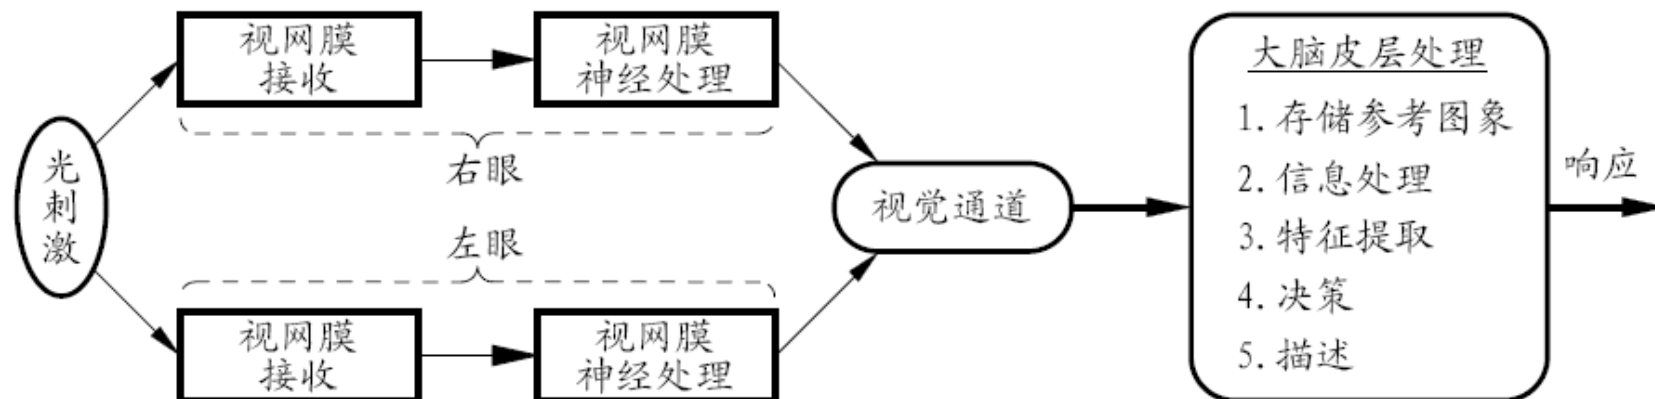 光刺激
视网膜
接收
视网膜
神经处理
右眼
左眼
视网膜
接收
视网膜
神经处理
视觉通道
大脑皮层处理
1. 存储参考图象
2. 信息处理
3. 特征提取
4. 决策
5. 描述
响应